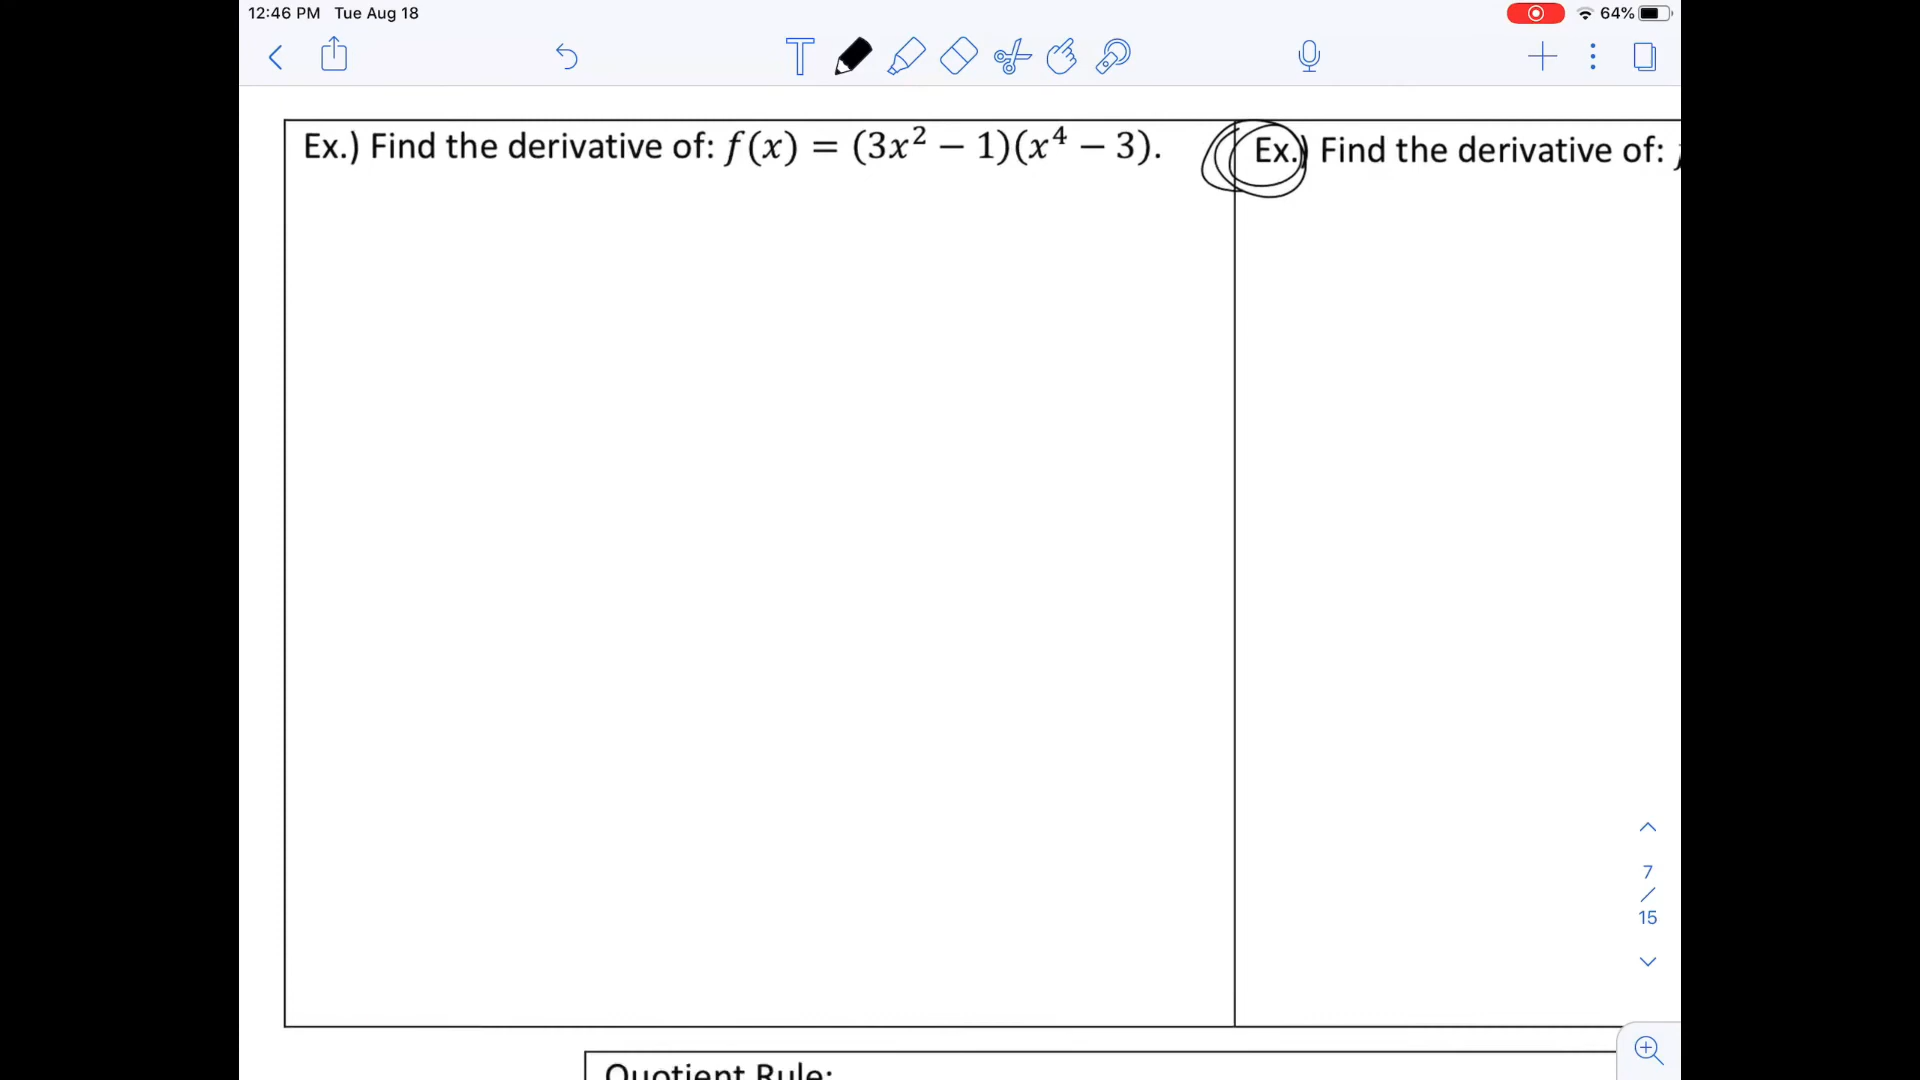 12:46 PM Tue Aug 18
64%
T
Ex.) Find the derivative of: f(x) = (3x² − 1)(x⁴ − 3).
Ex.) Find the derivative of:
7
/
15
Quotient Rule: